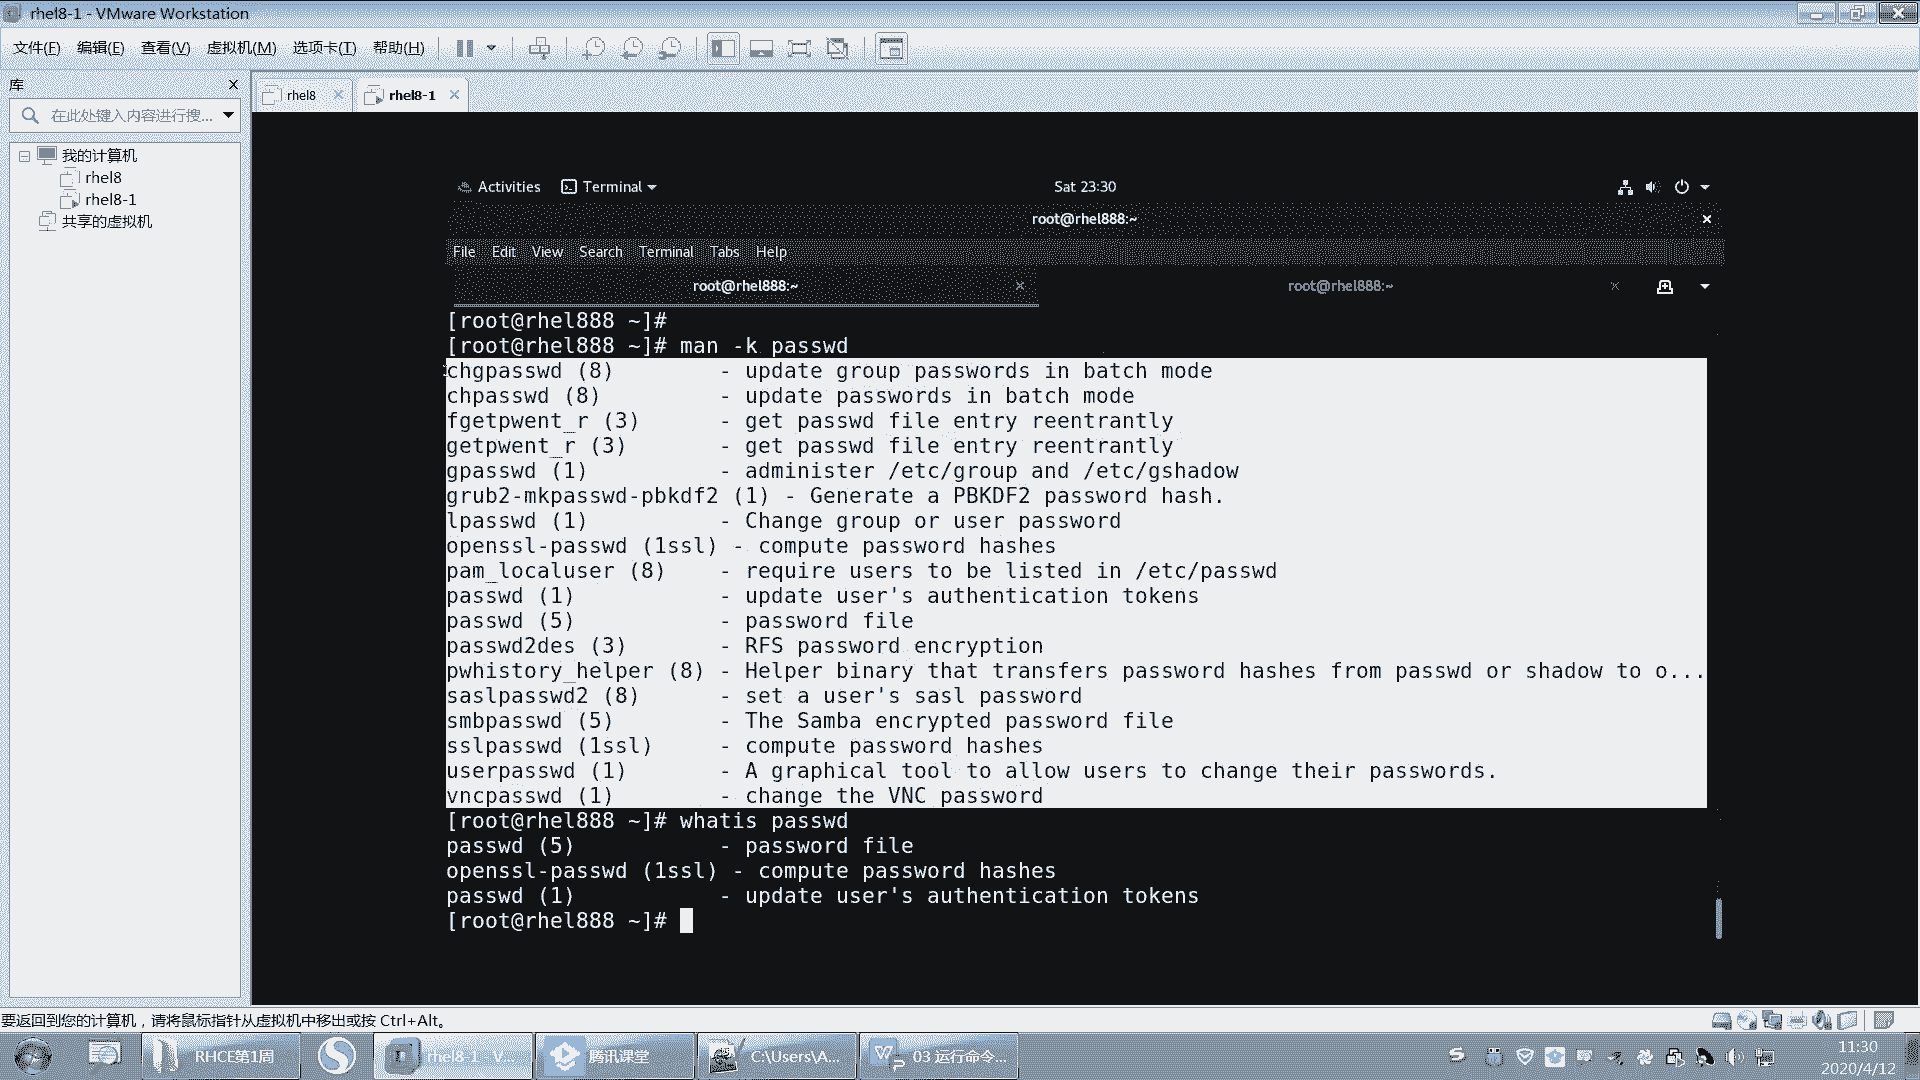 rhel8-1 - VMware Workstation
文件(F) 编辑(E) 查看(V) 虚拟机(M) 选项卡(T) 帮助(H)
库
在此处键入内容进行搜...
我的计算机
rhel8
rhel8-1
共享的虚拟机
rhel8 rhel8-1
Activities Terminal Sat 23:30
root@rhel888:~
File Edit View Search Terminal Tabs Help
root@rhel888:~ root@rhel888:~
[root@rhel888 ~]#
[root@rhel888 ~]# man -k passwd
chgpasswd (8) - update group passwords in batch mode
chpasswd (8) - update passwords in batch mode
fgetpwent_r (3) - get passwd file entry reentrantly
getpwent_r (3) - get passwd file entry reentrantly
gpasswd (1) - administer /etc/group and /etc/gshadow
grub2-mkpasswd-pbkdf2 (1) - Generate a PBKDF2 password hash.
lpasswd (1) - Change group or user password
openssl-passwd (1ssl) - compute password hashes
pam_localuser (8) - require users to be listed in /etc/passwd
passwd (1) - update user's authentication tokens
passwd (5) - password file
passwd2des (3) - RFS password encryption
pwhistory_helper (8) - Helper binary that transfers password hashes from passwd or shadow to o...
saslpasswd2 (8) - set a user's sasl password
smbpasswd (5) - The Samba encrypted password file
sslpasswd (1ssl) - compute password hashes
userpasswd (1) - A graphical tool to allow users to change their passwords.
vncpasswd (1) - change the VNC password
[root@rhel888 ~]# whatis passwd
passwd (5) - password file
openssl-passwd (1ssl) - compute password hashes
passwd (1) - update user's authentication tokens
[root@rhel888 ~]#
要返回到您的计算机，请将鼠标指针从虚拟机中移出或按 Ctrl+Alt。
RHCE第1周 rhel8-1 - V... 腾讯课堂 C:\Users\A... 03 运行命令...
11:30
2020/4/12